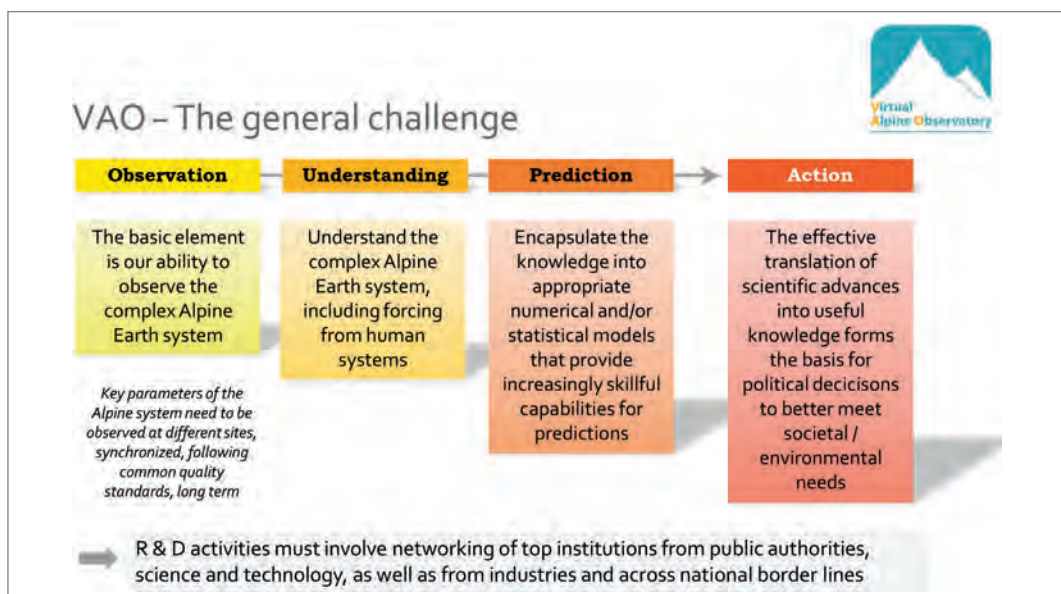 Virtual
Alpine Observatory
VAO – The general challenge
Observation
Understanding
Prediction
Action
The basic element
is our ability to
observe the
complex Alpine
Earth system
Key parameters of the
Alpine system need to be
observed at different sites,
synchronized, following
common quality
standards, long term
Understand the
complex Alpine
Earth system,
including forcing
from human
systems
Encapsulate the
knowledge into
appropriate
numerical and/or
statistical models
that provide
increasingly skillful
capabilities for
predictions
The effective
translation of
scientific advances
into useful
knowledge forms
the basis for
political decicisons
to better meet
societal /
environmental
needs
R & D activities must involve networking of top institutions from public authorities,
science and technology, as well as from industries and across national border lines